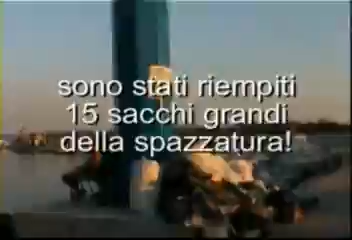 sono stati riempiti
15 sacchi grandi
della spazzatura!